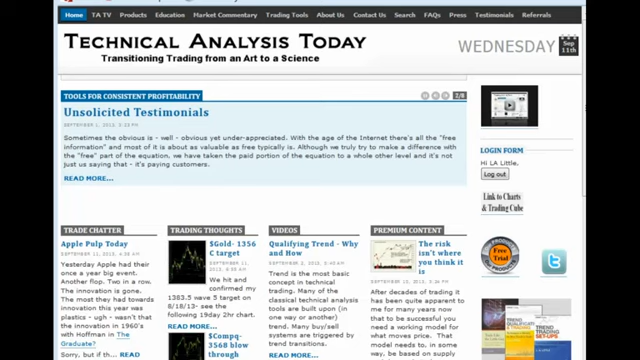 Home TA TV Products Education Market Commentary Trading Tools About Us Contact Us Search FAQs Press Testimonials Referrals
TECHNICAL ANALYSIS TODAY
Transitioning Trading from an Art to a Science
WEDNESDAY Sep 11th
TOOLS FOR CONSISTENT PROFITABILITY
2/8
Unsolicited Testimonials
Sometimes the obvious is - well - obvious yet under-appreciated. With the age of the Internet there's all the "free
information" and most of it is about as valuable as free typically is. Although we truly try to make a difference with
the "free" part of the equation, we have taken the paid portion of the equation to a whole other level and it's not
just us saying that - it's paying customers.
READ MORE...
LOGIN FORM
Hi LA Little,
Log out
Link to Charts
& Trading Cube
Free
Trial
TRADE CHATTER
Apple Pulp Today
Yesterday Apple had their
once a year big event.
Another flop. Tw in a row.
The innovation is gone.
The most they had towards
innovation this year was
plastics - ugh - wasn't that
the innovation in 1960's
with Hoffman in The
Graduate?
Sorry, but if th... READ
TRADING THOUGHTS
$Gold- 1356
C target
We hit and
confirmed my
1383.5 wave 5 target on
8/18/13 - see the
following 19day 2hr chart.
READ MORE...
$Compq-
3568 blow
through
VIDEOS
Qualifying Trend - Why
and How
Trend is the most basic
concept in technical
trading. Many of the
classical technical analysis
tools are built upon (in
one way or another)
trend. Many buy/sell
systems are triggered by
trend tenants.
READ MORE...
PREMIUM CONTENT
The risk
isn't where
you think it
is
After decades of trading it
has been quite apparent to
me for many years now
that to be successful you
need a working model for
what moves price. That
model needs to, in some
way, be based on supply
TREND
QUALIFICATION
TRADING
TREND TRADING
SET-UPS